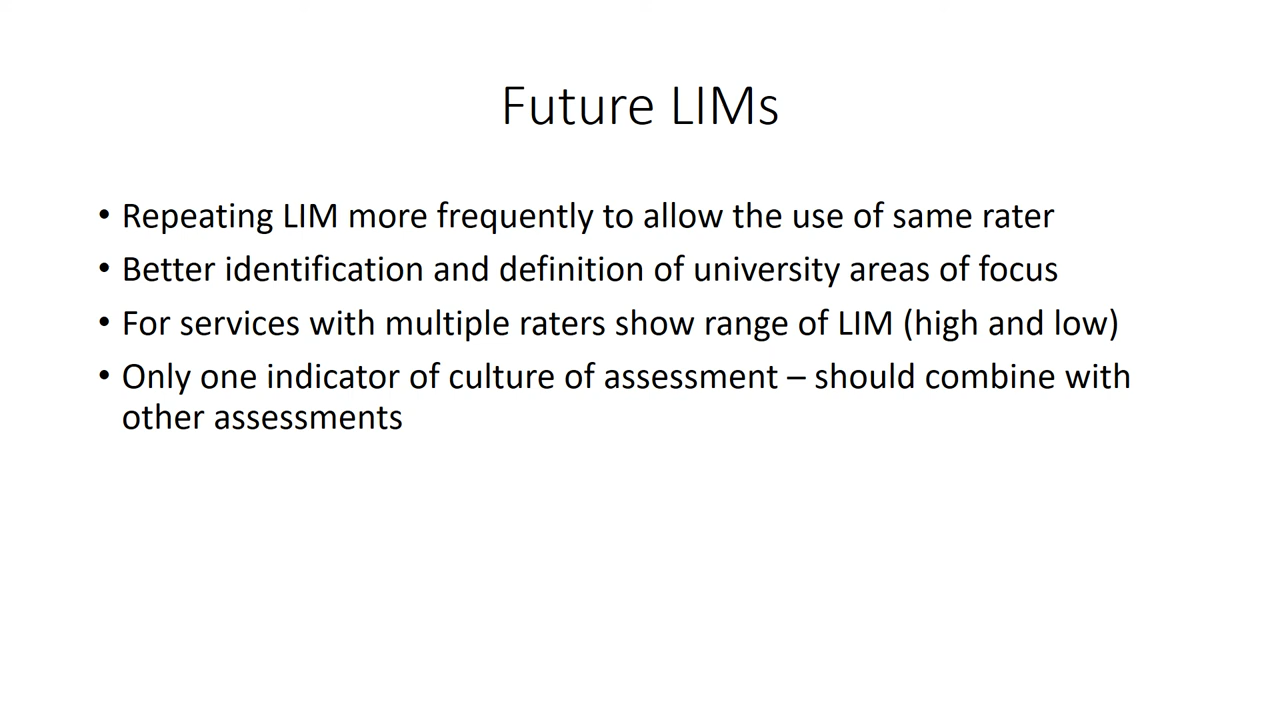 Future LIMs
• Repeating LIM more frequently to allow the use of same rater
• Better identification and definition of university areas of focus
• For services with multiple raters show range of LIM (high and low)
• Only one indicator of culture of assessment – should combine with
other assessments